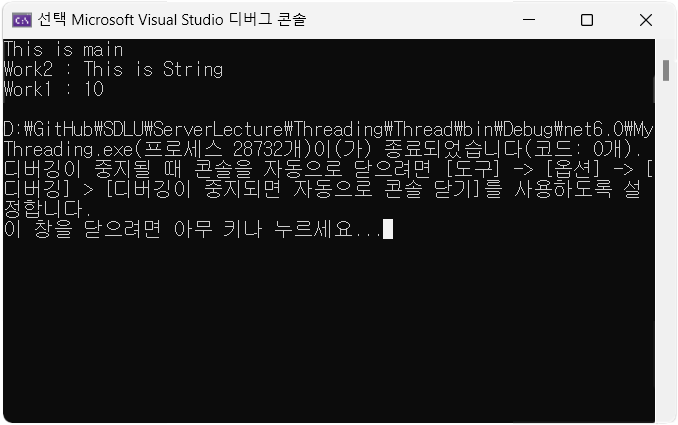 선택 Microsoft Visual Studio 디버그 콘솔
This is main
Work2 : This is String
Work1 : 10
D:₩GitHub₩SDLU₩ServerLecture₩Threading₩Thread₩bin₩Debug₩net6.0₩My
Threading.exe(프로세스 28732개)이(가) 종료되었습니다(코드: 0개).
디버깅이 중지될 때 콘솔을 자동으로 닫으려면 [도구] -> [옵션] -> [
디버깅] > [디버깅이 중지되면 자동으로 콘솔 닫기]를 사용하도록 설
정합니다.
이 창을 닫으려면 아무 키나 누르세요...